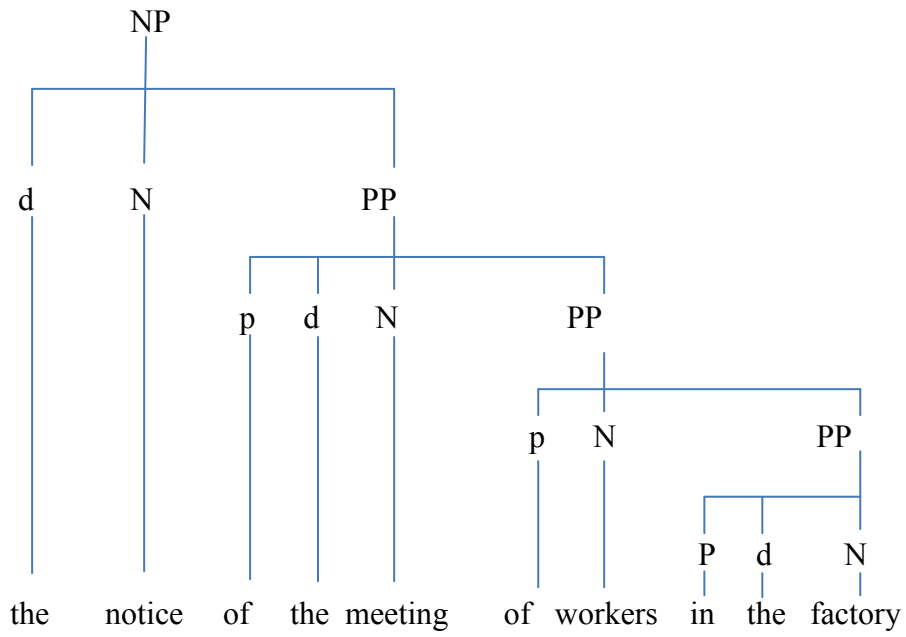 NP
d N PP
p d N PP
p N PP
P d N
the notice of the meeting of workers in the factory